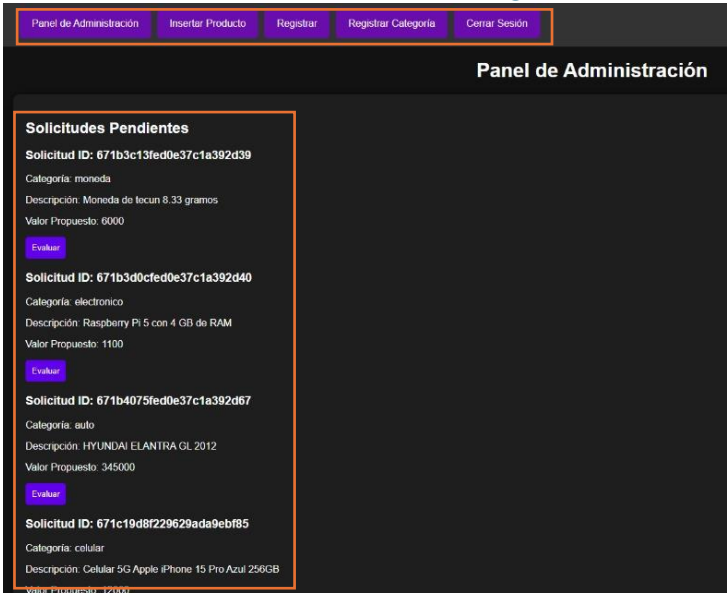 Panel de Administración Insertar Producto Registrar Registrar Categoría Cerrar Sesión
Panel de Administración
Solicitudes Pendientes
Solicitud ID: 671b3c13fed0e37c1a392d39
Categoría: moneda
Descripción: Moneda de tecun 8.33 gramos
Valor Propuesto: 6000
Evaluar
Solicitud ID: 671b3d0cfed0e37c1a392d40
Categoría: electronico
Descripción: Raspberry Pi 5 con 4 GB de RAM
Valor Propuesto: 1100
Evaluar
Solicitud ID: 671b4075fed0e37c1a392d67
Categoría: auto
Descripción: HYUNDAI ELANTRA GL 2012
Valor Propuesto: 345000
Evaluar
Solicitud ID: 671c19d8f229629ada9ebf85
Categoría: celular
Descripción: Celular 5G Apple iPhone 15 Pro Azul 256GB
Valor Propuesto: 12000